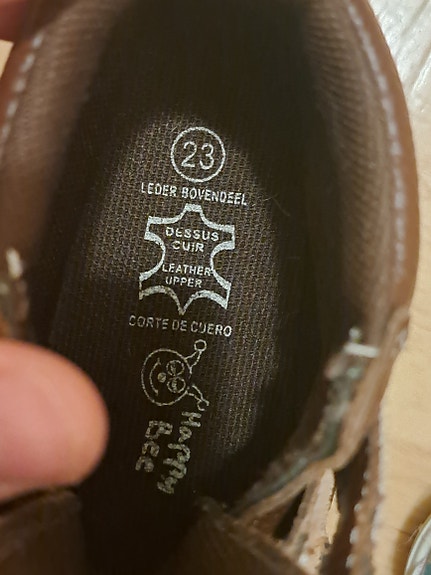 23
LEDER BOVENDEEL
DESSUS
CUIR
LEATHER
UPPER
CORTE DE CUERO
Happy
Bee